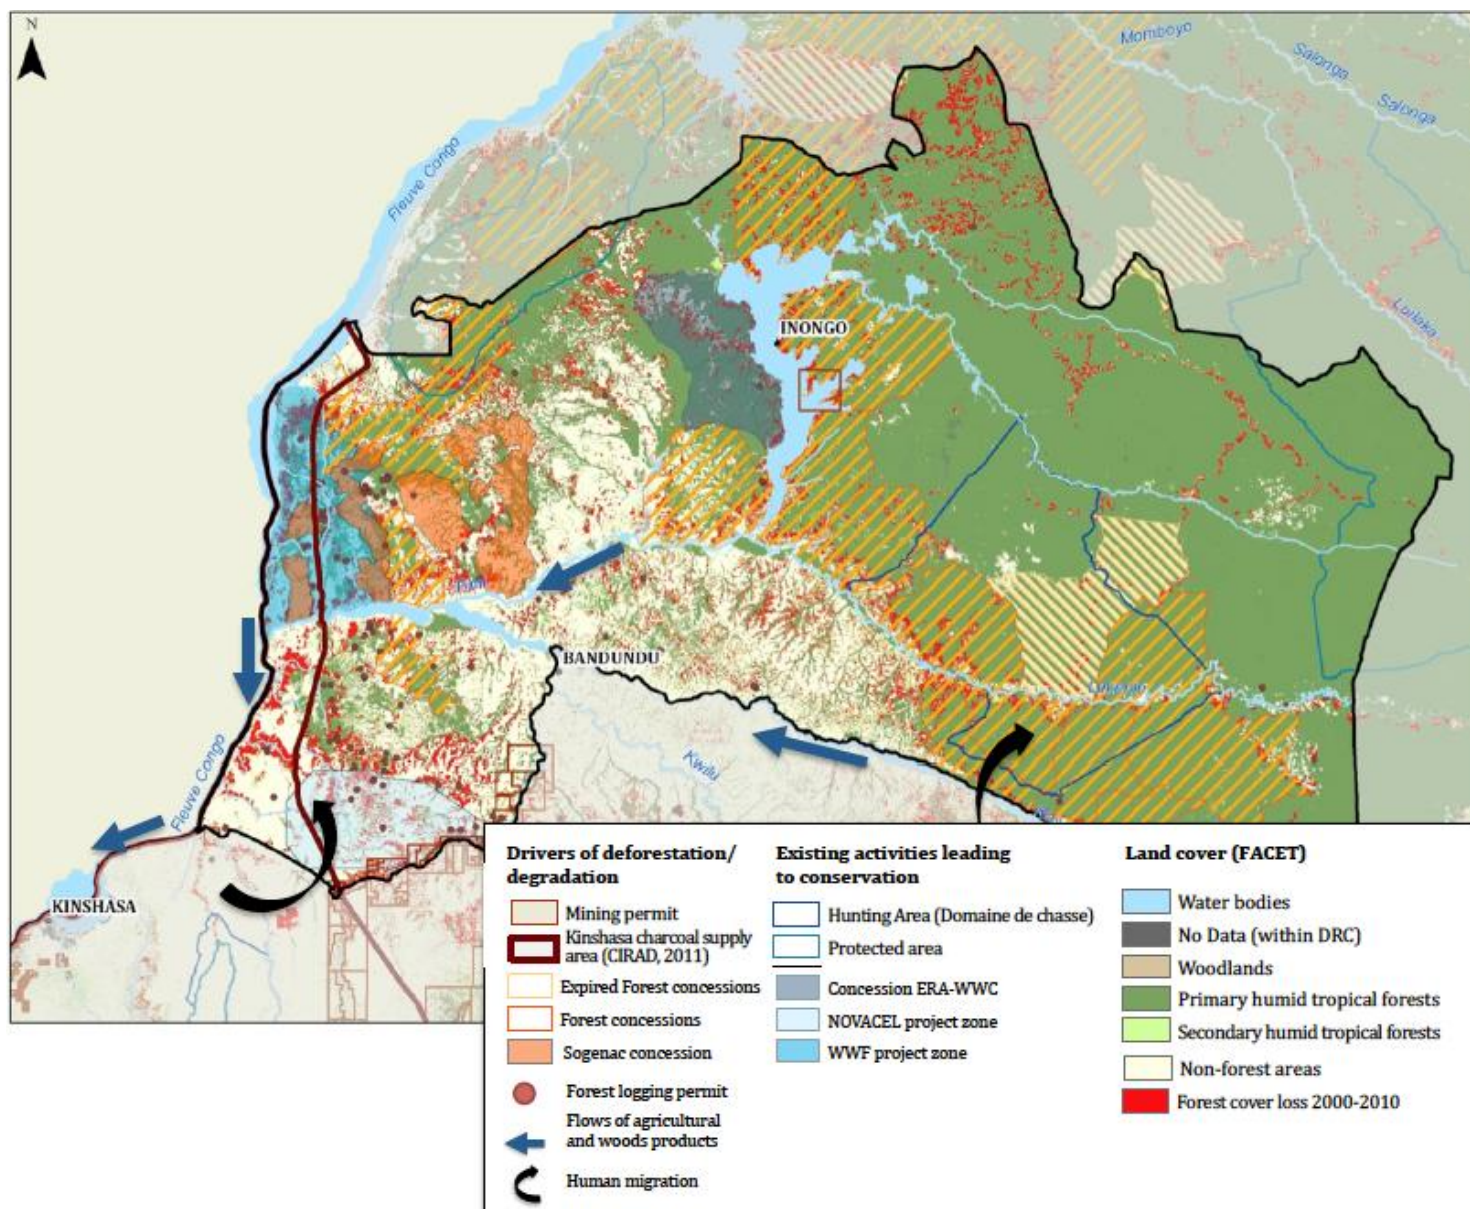 N
Momboyo
Salonga
Salonga
Fleuve Congo
Luilaka
INONGO
BANDUNDU
Lukenie
Kwilu
Fleuve Congo
KINSHASA
Drivers of deforestation/
degradation
Mining permit
Kinshasa charcoal supply
area (CIRAD, 2011)
Expired Forest concessions
Forest concessions
Sogenac concession
Forest logging permit
Flows of agricultural
and woods products
Human migration
Existing activities leading
to conservation
Hunting Area (Domaine de chasse)
Protected area
Concession ERA-WWC
NOVACEL project zone
WWF project zone
Land cover (FACET)
Water bodies
No Data (within DRC)
Woodlands
Primary humid tropical forests
Secondary humid tropical forests
Non-forest areas
Forest cover loss 2000-2010